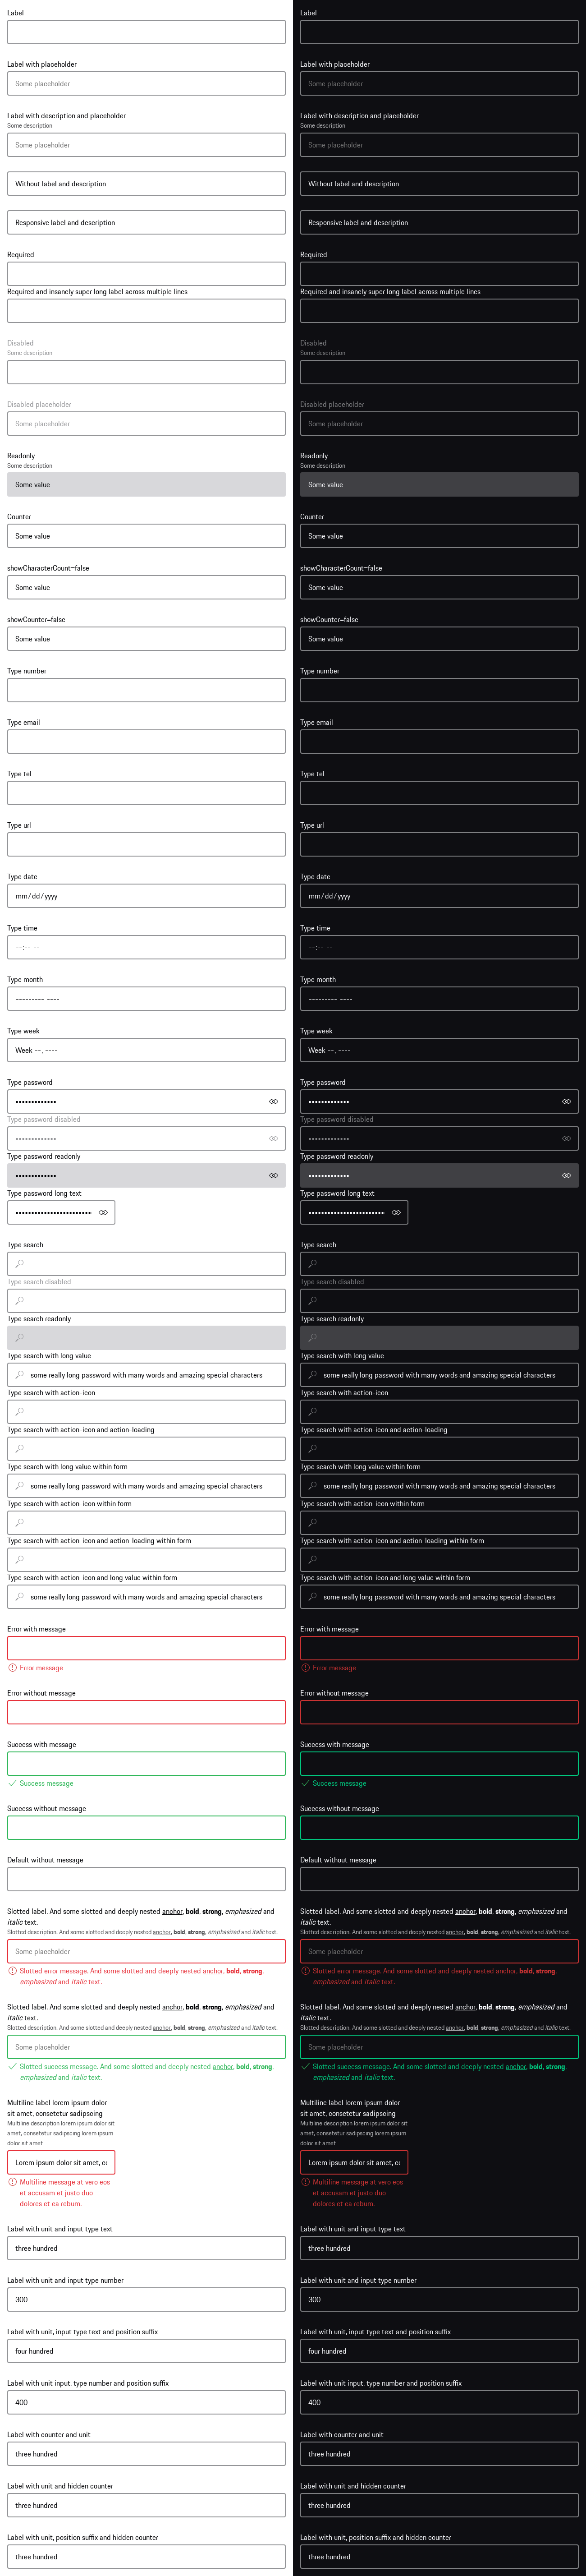 Label
Label with placeholder
Some placeholder
Label with description and placeholder
Some description
Some placeholder
Without label and description
Responsive label and description
Required
Required and insanely super long label across multiple lines
Disabled
Some description
Disabled placeholder
Some placeholder
Readonly
Some description
Some value
Counter
Some value
showCharacterCount=false
Some value
showCounter=false
Some value
Type number
Type email
Type tel
Type url
Type date
mm/dd/yyyy
Type time
--:-- --
Type month
--------- ----
Type week
Week --, ----
Type password
•••••••••••••
Type password disabled
•••••••••••••
Type password readonly
•••••••••••••
Type password long text
••••••••••••••••••••••••
Type search
Type search disabled
Type search readonly
Type search with long value
some really long password with many words and amazing special characters
Type search with action-icon
Type search with action-icon and action-loading
Type search with long value within form
some really long password with many words and amazing special characters
Type search with action-icon within form
Type search with action-icon and action-loading within form
Type search with action-icon and long value within form
some really long password with many words and amazing special characters
Error with message
Error message
Error without message
Success with message
Success message
Success without message
Default without message
Slotted label. And some slotted and deeply nested anchor, bold, strong, emphasized and
italic text.
Slotted description. And some slotted and deeply nested anchor, bold, strong, emphasized and italic text.
Some placeholder
Slotted error message. And some slotted and deeply nested anchor, bold, strong,
emphasized and italic text.
Slotted label. And some slotted and deeply nested anchor, bold, strong, emphasized and
italic text.
Slotted description. And some slotted and deeply nested anchor, bold, strong, emphasized and italic text.
Some placeholder
Slotted success message. And some slotted and deeply nested anchor, bold, strong,
emphasized and italic text.
Multiline label lorem ipsum dolor
sit amet, consetetur sadipscing
Multiline description lorem ipsum dolor sit
amet, consetetur sadipscing lorem ipsum
dolor sit amet
Lorem ipsum dolor sit amet, cc
Multiline message at vero eos
et accusam et justo duo
dolores et ea rebum.
Label with unit and input type text
three hundred
Label with unit and input type number
300
Label with unit, input type text and position suffix
four hundred
Label with unit input, type number and position suffix
400
Label with counter and unit
three hundred
Label with unit and hidden counter
three hundred
Label with unit, position suffix and hidden counter
three hundred
Label
Label with placeholder
Some placeholder
Label with description and placeholder
Some description
Some placeholder
Without label and description
Responsive label and description
Required
Required and insanely super long label across multiple lines
Disabled
Some description
Disabled placeholder
Some placeholder
Readonly
Some description
Some value
Counter
Some value
showCharacterCount=false
Some value
showCounter=false
Some value
Type number
Type email
Type tel
Type url
Type date
mm/dd/yyyy
Type time
--:-- --
Type month
--------- ----
Type week
Week --, ----
Type password
•••••••••••••
Type password disabled
•••••••••••••
Type password readonly
•••••••••••••
Type password long text
••••••••••••••••••••••••
Type search
Type search disabled
Type search readonly
Type search with long value
some really long password with many words and amazing special characters
Type search with action-icon
Type search with action-icon and action-loading
Type search with long value within form
some really long password with many words and amazing special characters
Type search with action-icon within form
Type search with action-icon and action-loading within form
Type search with action-icon and long value within form
some really long password with many words and amazing special characters
Error with message
Error message
Error without message
Success with message
Success message
Success without message
Default without message
Slotted label. And some slotted and deeply nested anchor, bold, strong, emphasized and
italic text.
Slotted description. And some slotted and deeply nested anchor, bold, strong, emphasized and italic text.
Some placeholder
Slotted error message. And some slotted and deeply nested anchor, bold, strong,
emphasized and italic text.
Slotted label. And some slotted and deeply nested anchor, bold, strong, emphasized and
italic text.
Slotted description. And some slotted and deeply nested anchor, bold, strong, emphasized and italic text.
Some placeholder
Slotted success message. And some slotted and deeply nested anchor, bold, strong,
emphasized and italic text.
Multiline label lorem ipsum dolor
sit amet, consetetur sadipscing
Multiline description lorem ipsum dolor sit
amet, consetetur sadipscing lorem ipsum
dolor sit amet
Lorem ipsum dolor sit amet, cc
Multiline message at vero eos
et accusam et justo duo
dolores et ea rebum.
Label with unit and input type text
three hundred
Label with unit and input type number
300
Label with unit, input type text and position suffix
four hundred
Label with unit input, type number and position suffix
400
Label with counter and unit
three hundred
Label with unit and hidden counter
three hundred
Label with unit, position suffix and hidden counter
three hundred